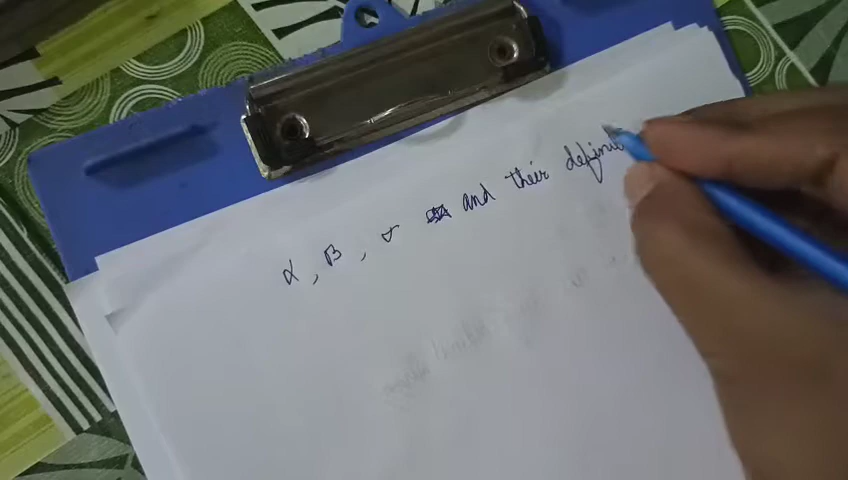 α, β, γ and their defini